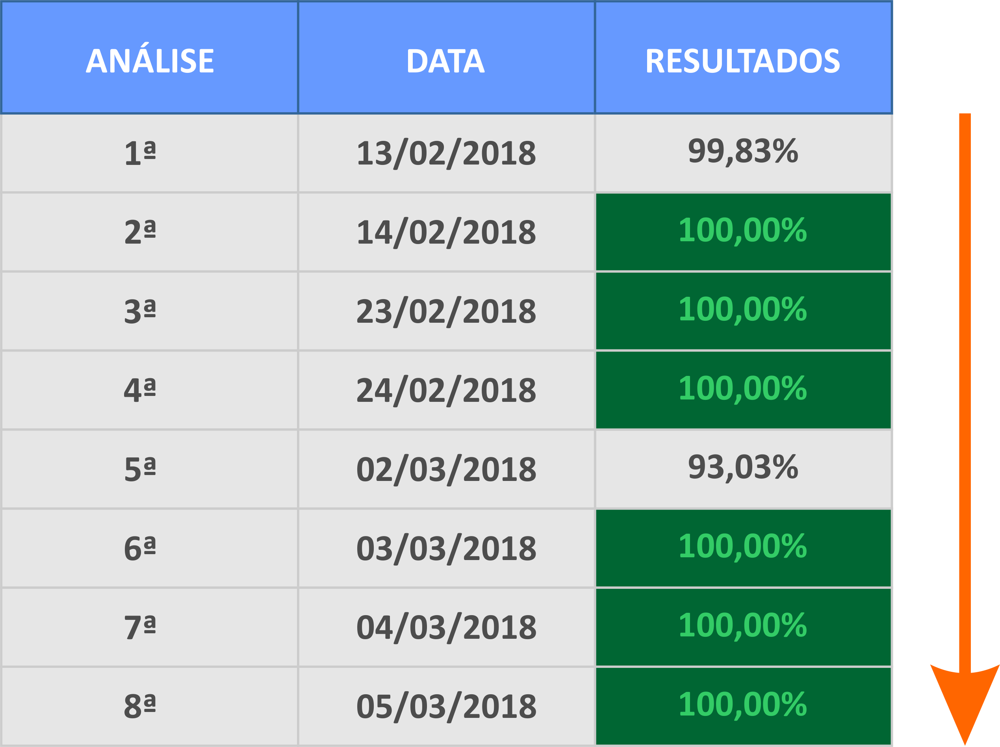 ANÁLISE DATA RESULTADOS
1ª 13/02/2018 99,83%
2ª 14/02/2018 100,00%
3ª 23/02/2018 100,00%
4ª 24/02/2018 100,00%
5ª 02/03/2018 93,03%
6ª 03/03/2018 100,00%
7ª 04/03/2018 100,00%
8ª 05/03/2018 100,00%